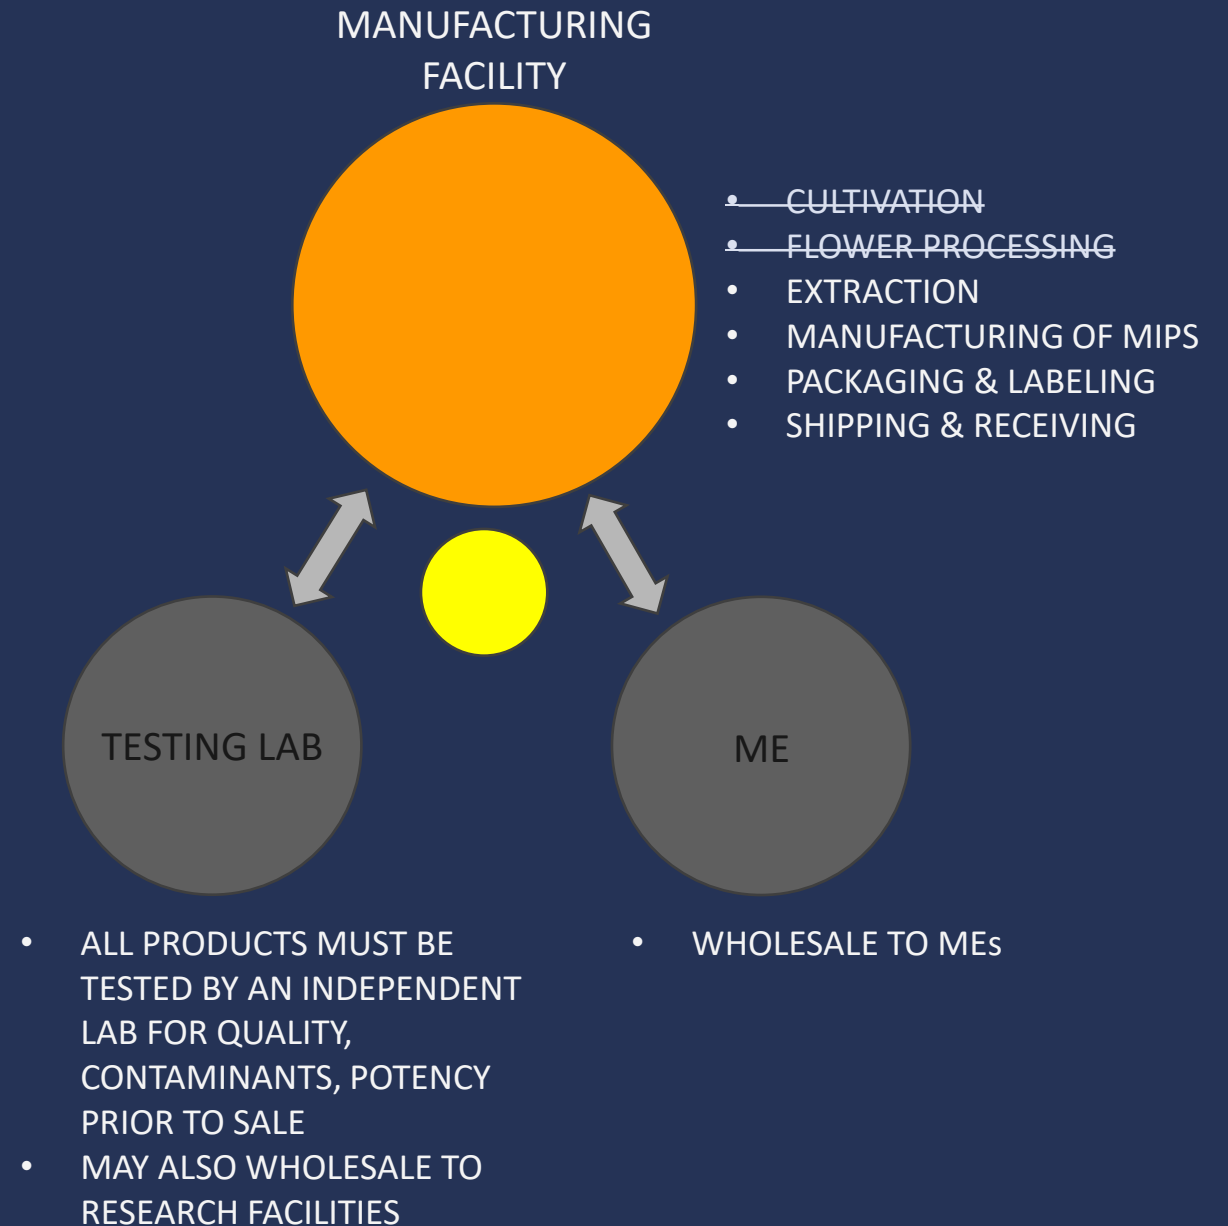 MANUFACTURING
FACILITY
• CULTIVATION
• FLOWER PROCESSING
• EXTRACTION
• MANUFACTURING OF MIPS
• PACKAGING & LABELING
• SHIPPING & RECEIVING
TESTING LAB
ME
• ALL PRODUCTS MUST BE
TESTED BY AN INDEPENDENT
LAB FOR QUALITY,
CONTAMINANTS, POTENCY
PRIOR TO SALE
• MAY ALSO WHOLESALE TO
RESEARCH FACILITIES
• WHOLESALE TO MEs